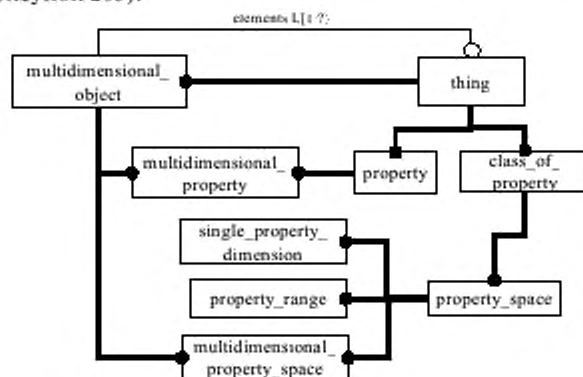 elements L[1 ?]
multidimensional_
object
thing
multidimensional_
property
property
class_of_
property
single_property_
dimension
property_range
property_space
multidimensional_
property_space